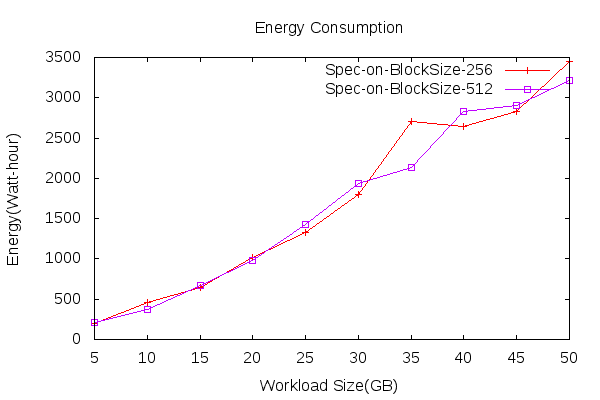 Energy Consumption
3500
3000
2500
2000
1500
1000
500
0
Energy(Watt-hour)
Spec-on-BlockSize-256
Spec-on-BlockSize-512
5 10 15 20 25 30 35 40 45 50
Workload Size(GB)